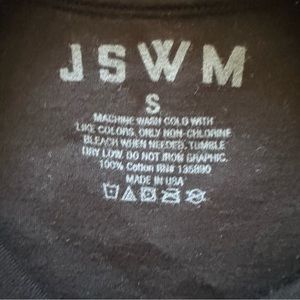 JSWM
S
MACHINE WASH COLD WITH
LIKE COLORS. ONLY NON-CHLORINE
BLEACH WHEN NEEDED. TUMBLE
DRY LOW. DO NOT IRON GRAPHIC.
100% Cotton RN# 135890
MADE IN USA